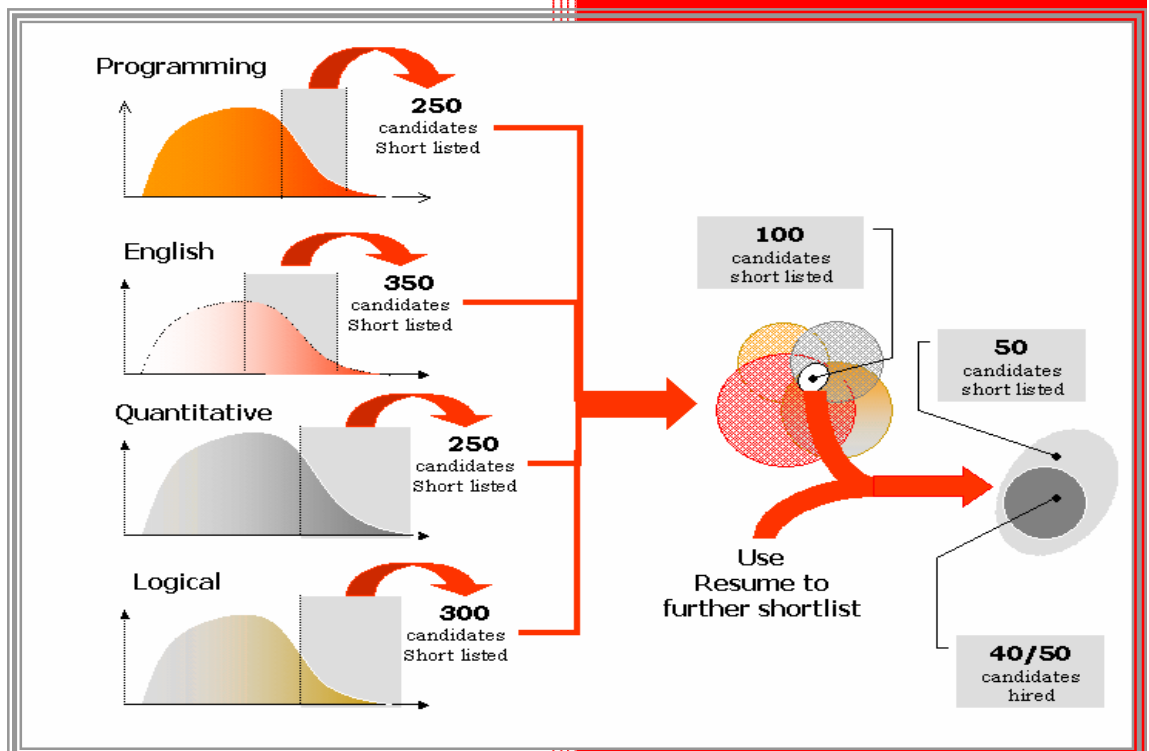 Programming
250
candidates
Short listed
English
350
candidates
Short listed
Quantitative
250
candidates
Short listed
Logical
300
candidates
Short listed
100
candidates
short listed
50
candidates
short listed
Use
Resume to
further shortlist
40/50
candidates
hired